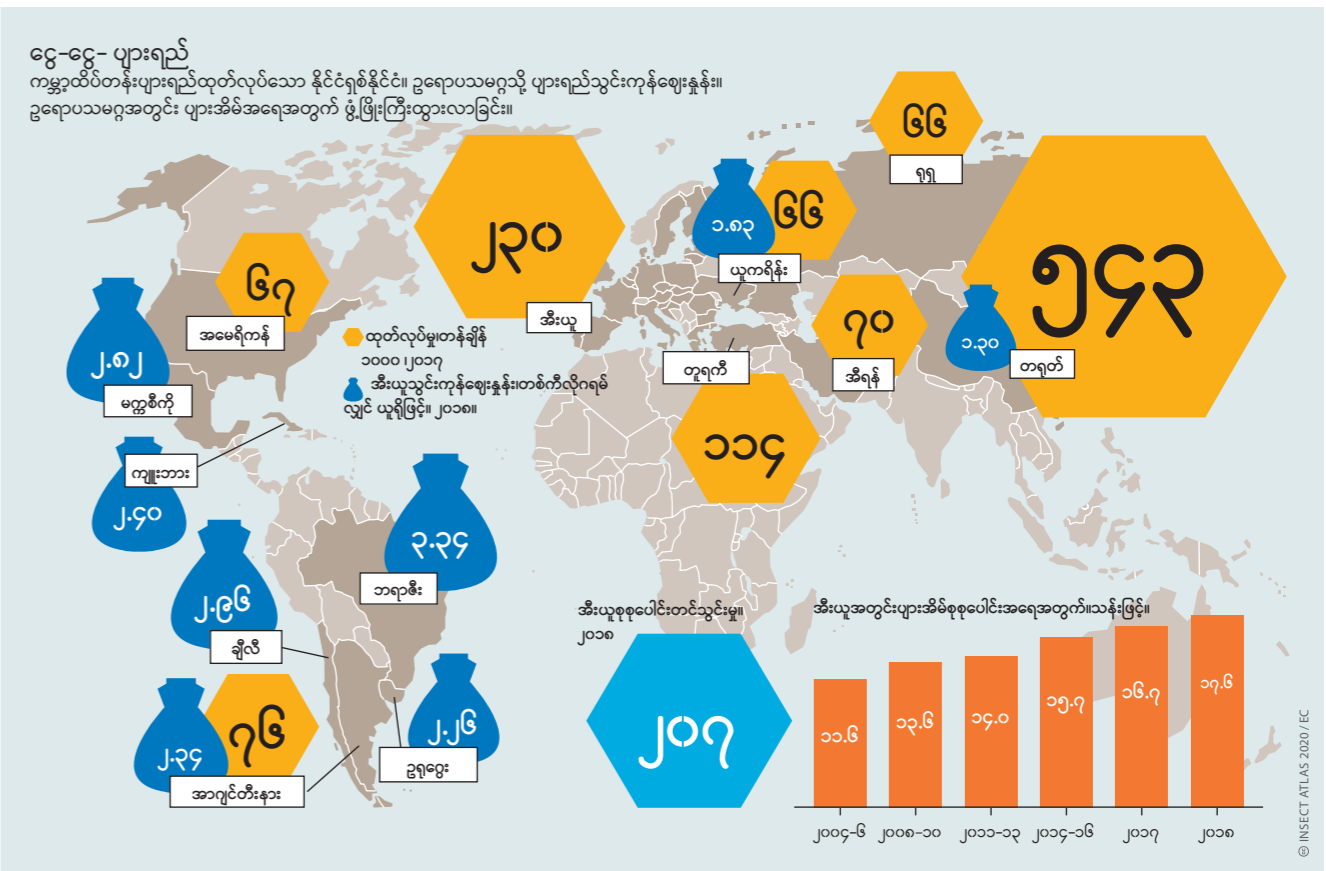 ငွေ-ငွေ- ပျားရည်
ကမ္ဘာ့ထိပ်တန်းပျားရည်ထုတ်လုပ်သော နိုင်ငံရှစ်နိုင်ငံ။ ဥရောပသမဂ္ဂသို့ ပျားရည်သွင်းကုန်ဈေးနှုန်း။
ဥရောပသမဂ္ဂအတွင်း ပျားအိမ်အရေအတွက် ဖွံ့ဖြိုးကြီးထွားလာခြင်း။
၆၆
ရုရှ
၂၃၀
အီးယူ
၁.၈၃
၆၆
ယူကရိန်း
၅၄၃
၁.၃၀
တရုတ်
၆၇
အမေရိကန်
၂.၈၂
မက္ကစီကို
ထုတ်လုပ်မှု၊တန်ချိန်
၁၀၀၀ ၊၂၀၁၇
အီးယူသွင်းကုန်ဈေးနှုန်း၊တစ်ကီလိုဂရမ်
လျှင် ယူရိုဖြင့်။ ၂၀၁၈။
၇၀
အီရန်
တူရကီ
၁၁၄
ကျူးဘား
၂.၄၀
၃.၃၄
ဘရာဇီး
၂.၉၆
ချီလီ
၂.၃၄
၇၆
အာဂျင်တီးနား
၂.၂၆
ဥရုဂွေး
အီးယူစုစုပေါင်းတင်သွင်းမှု။
၂၀၁၈
၂၀၇
အီးယူအတွင်းပျားအိမ်စုစုပေါင်းအရေအတွက်။သန်းဖြင့်။
၁၁.၆
၁၃.၆
၁၄.၀
၁၅.၇
၁၆.၇
၁၇.၆
၂၀၀၄-၆
၂၀၀၈-၁၀
၂၀၁၁-၁၃
၂၀၁၄-၁၆
၂၀၁၇
၂၀၁၈
INSECT ATLAS 2020 / EC